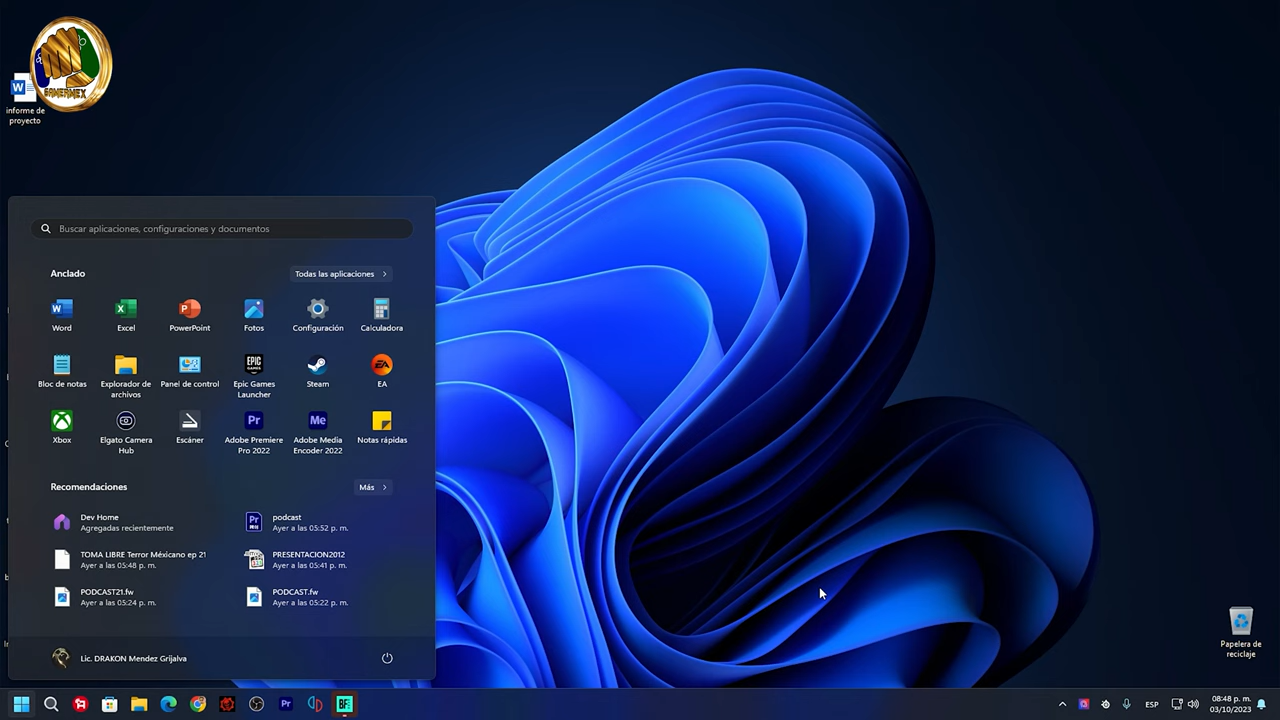 GAMERMEX
informe de
proyecto
Buscar aplicaciones, configuraciones y documentos
Anclado
Todas las aplicaciones
Word
Excel
PowerPoint
Fotos
Configuración
Calculadora
Bloc de notas
Explorador de
archivos
Panel de control
Epic Games
Launcher
Steam
EA
Xbox
Elgato Camera
Hub
Escáner
Adobe Premiere
Pro 2022
Adobe Media
Encoder 2022
Notas rápidas
Recomendaciones
Más
Dev Home
Agregadas recientemente
podcast
Ayer a las 05:52 p. m.
TOMA LIBRE Terror Méxicano ep 21
Ayer a las 05:48 p. m.
PRESENTACION2012
Ayer a las 05:41 p. m.
PODCAST21.fw
Ayer a las 05:24 p. m.
PODCAST.fw
Ayer a las 05:22 p. m.
Lic. DRAKON Mendez Grijalva
Papelera de
reciclaje
ESP
08:48 p. m.
03/10/2023